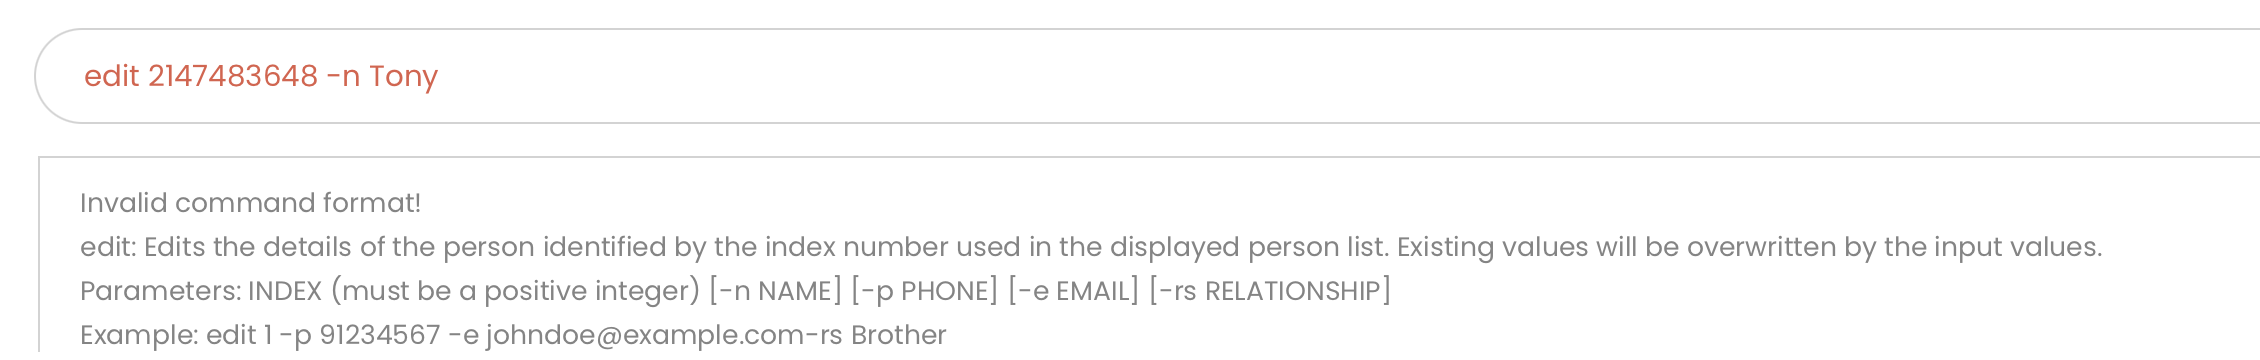 edit 2147483648 -n Tony
Invalid command format!
edit: Edits the details of the person identified by the index number used in the displayed person list. Existing values will be overwritten by the input values.
Parameters: INDEX (must be a positive integer) [-n NAME] [-p PHONE] [-e EMAIL] [-rs RELATIONSHIP]
Example: edit 1 -p 91234567 -e johndoe@example.com-rs Brother